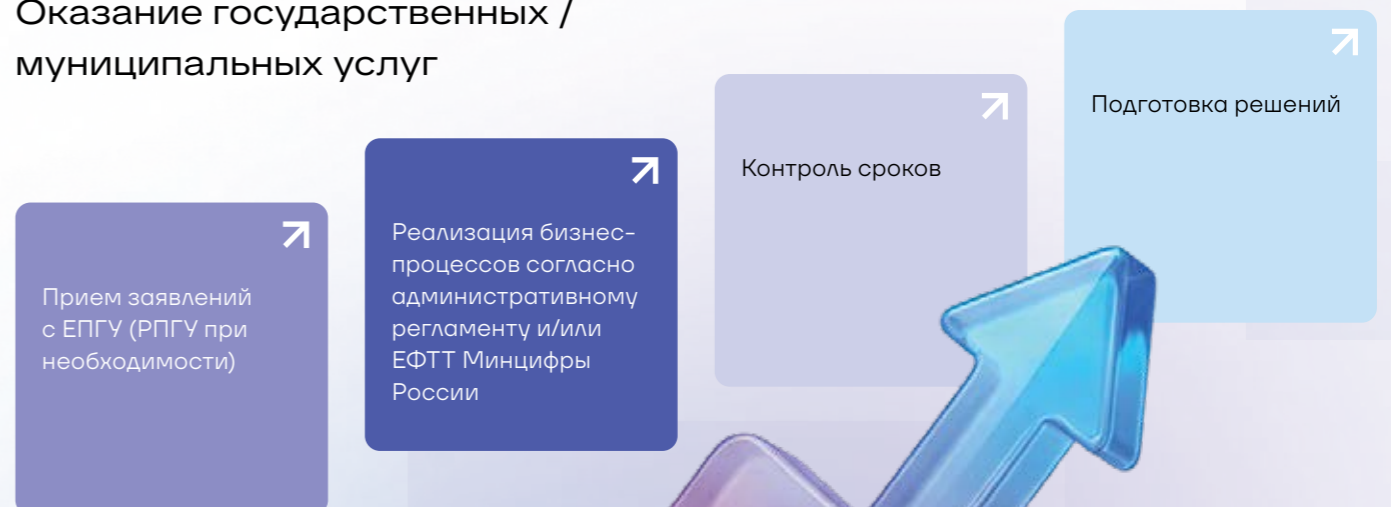 Оказание государственных /
муниципальных услуг
Прием заявлений
с ЕПГУ (РПГУ при
необходимости)
Реализация бизнес-
процессов согласно
административному
регламенту и/или
ЕФТТ Минцифры
России
Контроль сроков
Подготовка решений